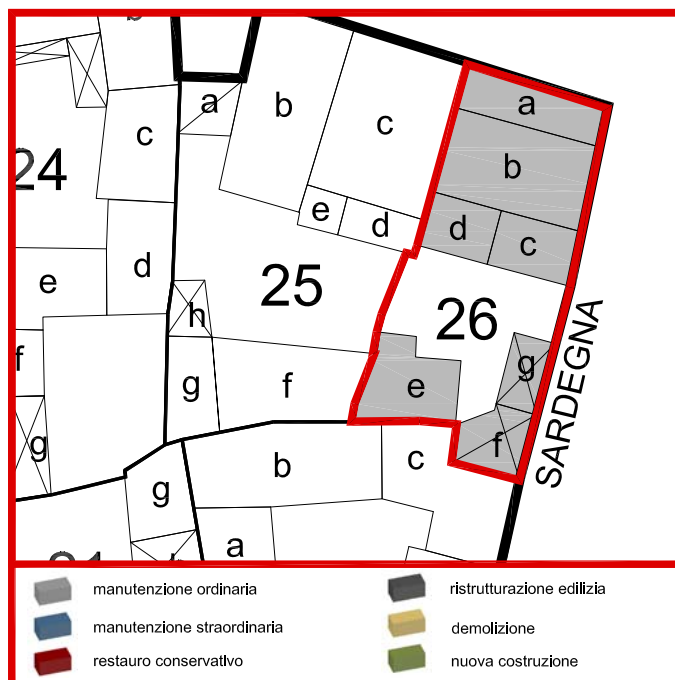 b
a
b
c
a
c
b
24
e
d
d
c
d
e
25
26
h
SARDEGNA
f
g
g
f
e
g
f
b
c
g
g
a
manutenzione ordinaria
ristrutturazione edilizia
manutenzione straordinaria
demolizione
restauro conservativo
nuova costruzione